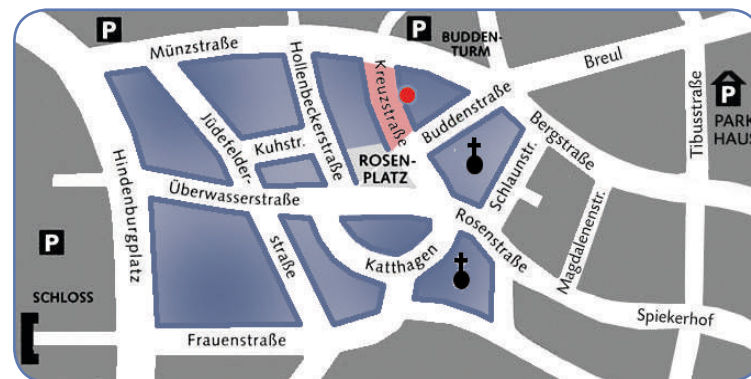 P
Münzstraße
Hollenbeckerstraße
Kreuzstraße
P
BUDDEN-
TURM
Breul
Tibusstraße
P
PARK
HAUS
Jüdefelder-
straße
Kuhstr.
ROSEN-
PLATZ
Buddenstraße
Bergstraße
Schlaunstr.
Hindenburgplatz
Überwasserstraße
Rosenstraße
Magdalenenstr.
P
Katthagen
SCHLOSS
Frauenstraße
Spiekerhof